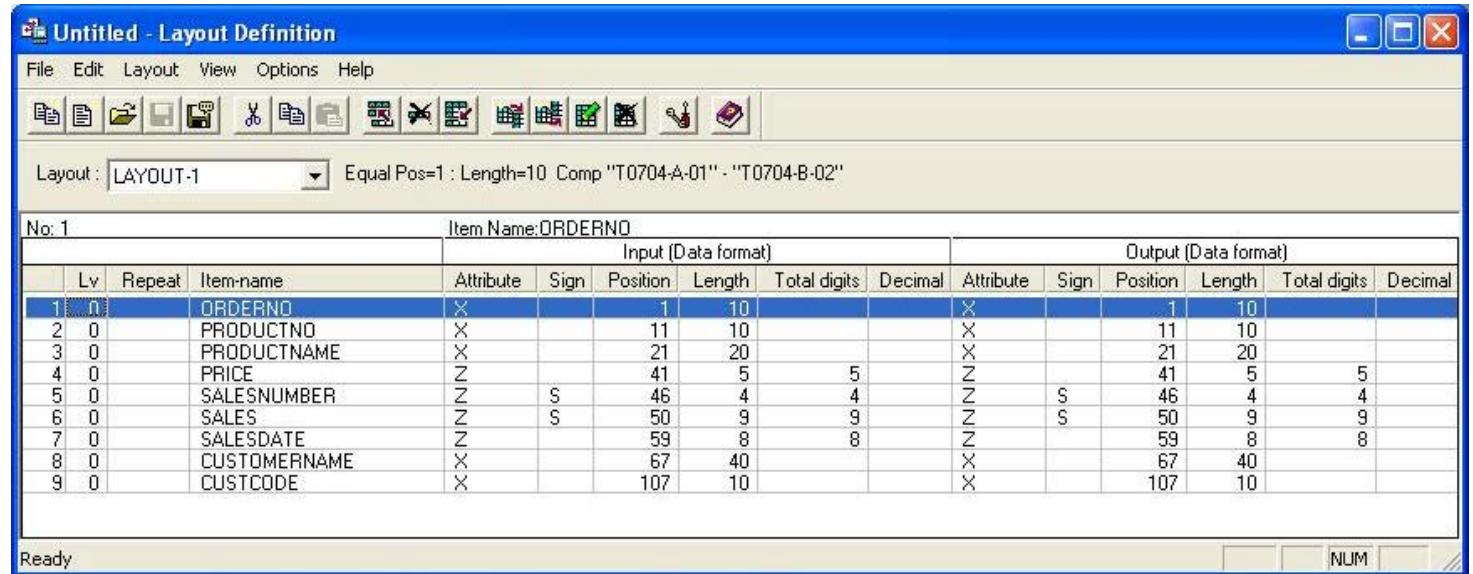 Untitled - Layout Definition
File Edit Layout View Options Help
Layout : LAYOUT-1 Equal Pos=1 : Length=10 Comp "T0704-A-01" - "T0704-B-02"
No: 1 Item Name:ORDERNO
Input (Data format) Output (Data format)
Lv Repeat Item-name Attribute Sign Position Length Total digits Decimal Attribute Sign Position Length Total digits Decimal
1 0 ORDERNO X 1 10 X 1 10
2 0 PRODUCTNO X 11 10 X 11 10
3 0 PRODUCTNAME X 21 20 X 21 20
4 0 PRICE Z 41 5 5 Z 41 5 5
5 0 SALESNUMBER Z S 46 4 4 Z S 46 4 4
6 0 SALES Z S 50 9 9 Z S 50 9 9
7 0 SALESDATE Z 59 8 8 Z 59 8 8
8 0 CUSTOMERNAME X 67 40 X 67 40
9 0 CUSTCODE X 107 10 X 107 10
Ready NUM